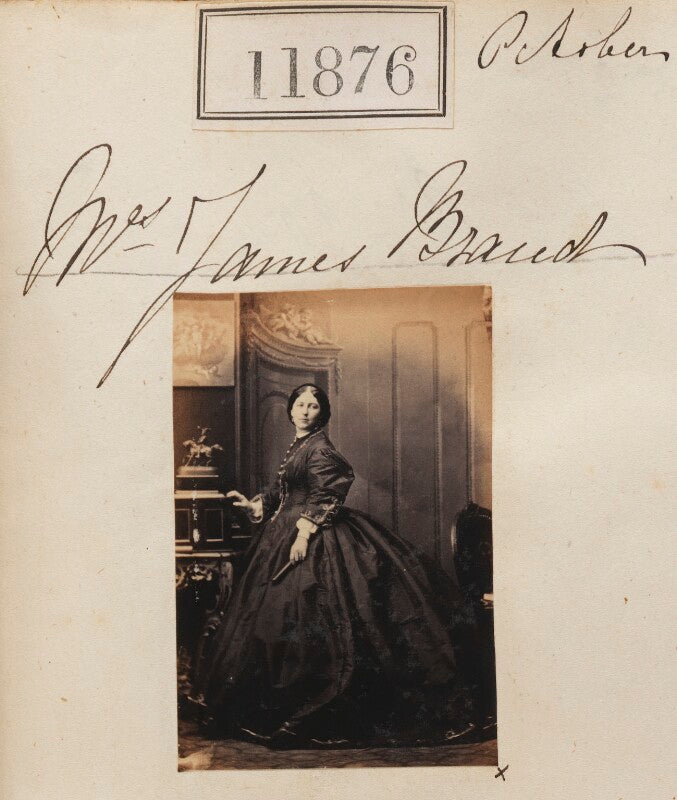 11876
October
Mrs James Brand
x